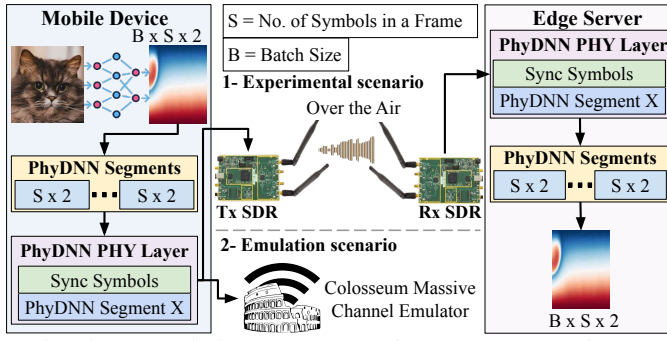 Mobile Device
B x S x 2
PhyDNN Segments
S x 2
S x 2
PhyDNN PHY Layer
Sync Symbols
PhyDNN Segment X
S = No. of Symbols in a Frame
B = Batch Size
1- Experimental scenario
Over the Air
Tx SDR
Rx SDR
2- Emulation scenario
Colosseum Massive
Channel Emulator
Edge Server
PhyDNN PHY Layer
Sync Symbols
PhyDNN Segment X
PhyDNN Segments
S x 2
S x 2
B x S x 2